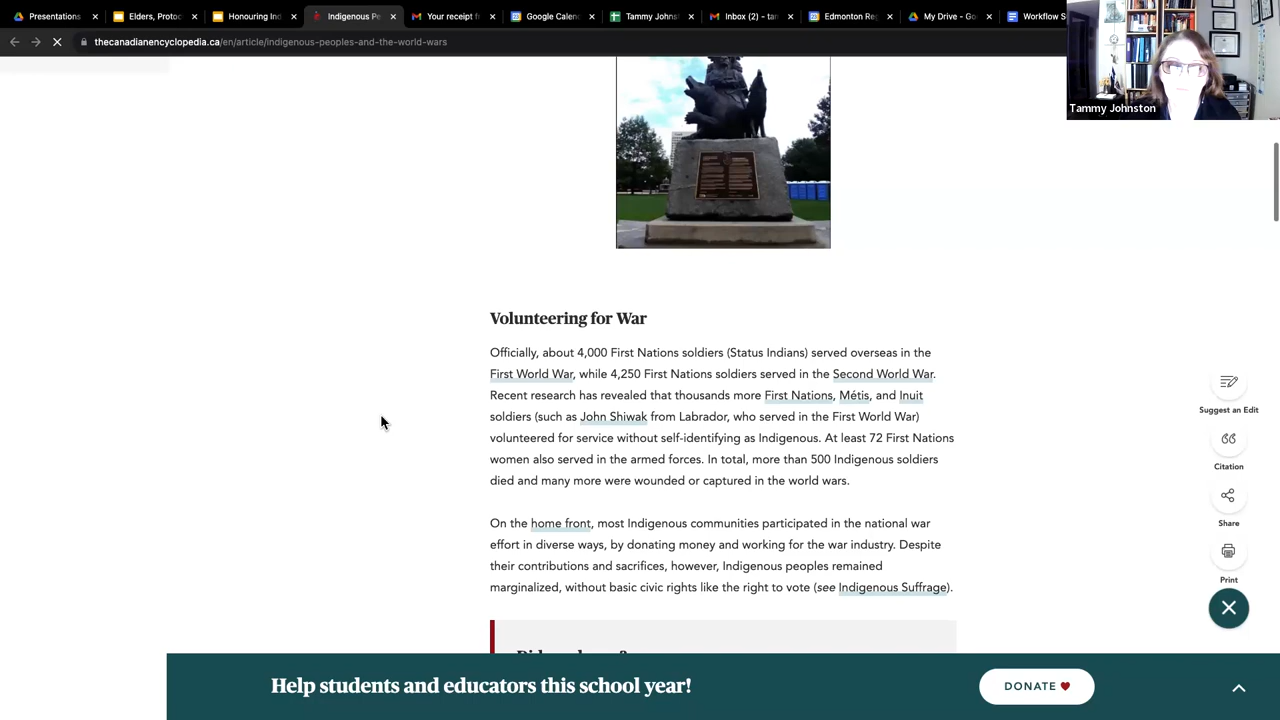 Presentations
Elders, Protoc
Honouring Ind
Indigenous Pe
Your receipt f
Google Calen
Tammy Johnst
Inbox (2) – tan
Edmonton Reg
My Drive - Go
Workflow S
thecanadianencyclopedia.ca/en/article/indigenous-peoples-and-the-world-wars
Tammy Johnston
Volunteering for War
Officially, about 4,000 First Nations soldiers (Status Indians) served overseas in the
First World War, while 4,250 First Nations soldiers served in the Second World War.
Recent research has revealed that thousands more First Nations, Métis, and Inuit
soldiers (such as John Shiwak from Labrador, who served in the First World War)
volunteered for service without self-identifying as Indigenous. At least 72 First Nations
women also served in the armed forces. In total, more than 500 Indigenous soldiers
died and many more were wounded or captured in the world wars.
On the home front, most Indigenous communities participated in the national war
effort in diverse ways, by donating money and working for the war industry. Despite
their contributions and sacrifices, however, Indigenous peoples remained
marginalized, without basic civic rights like the right to vote (see Indigenous Suffrage).
Suggest an Edit
Citation
Share
Print
Help students and educators this school year!
DONATE